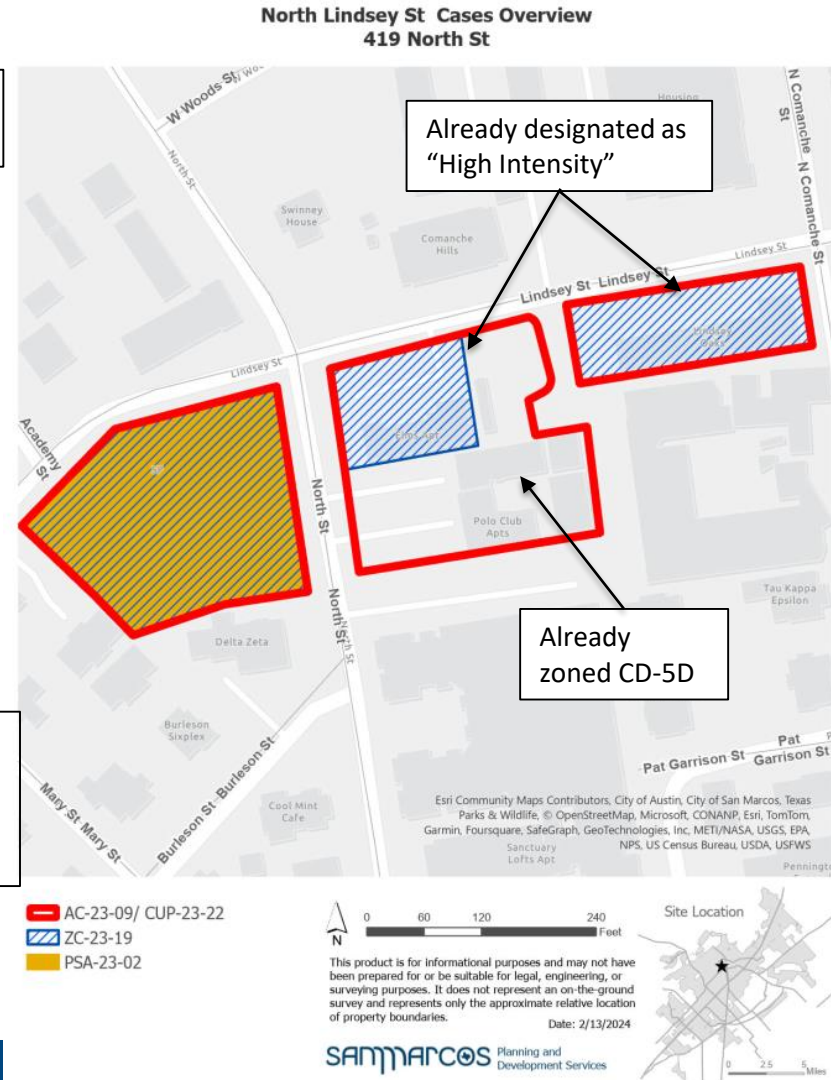 North Lindsey St Cases Overview
419 North St
W Woods St
North St
Swinney
House
Comanche
Hills
Housing
N Comanche
St
N Comanche St
Already designated as
“High Intensity”
Lindsey St Lindsey St
Lindsey St
Lindsey
Oaks
Lindsey St
Academy
St
SP
Elms Apt
North St
Polo Club
Apts
Tau Kappa
Epsilon
Already
zoned CD-5D
North St
North St
Delta Zeta
Burleson
Sixplex
Burleson St Burleson St
Mary St Mary St
Cool Mint
Cafe
Pat Garrison St
Pat
Garrison St
Esri Community Maps Contributors, City of Austin, City of San Marcos, Texas
Parks & Wildlife, © OpenStreetMap, Microsoft, CONANP, Esri, TomTom,
Garmin, Foursquare, SafeGraph, GeoTechnologies, Inc, METI/NASA, USGS, EPA,
NPS, US Census Bureau, USDA, USFWS
Sanctuary
Lofts Apt
AC-23-09/ CUP-23-22
ZC-23-19
PSA-23-02
N
0 60 120 240
Feet
This product is for informational purposes and may not have
been prepared for or be suitable for legal, engineering, or
surveying purposes. It does not represent an on-the-ground
survey and represents only the approximate relative location
of property boundaries.
Date: 2/13/2024
SANMARCOS Planning and
Development Services
Site Location
0 2.5 5
Miles